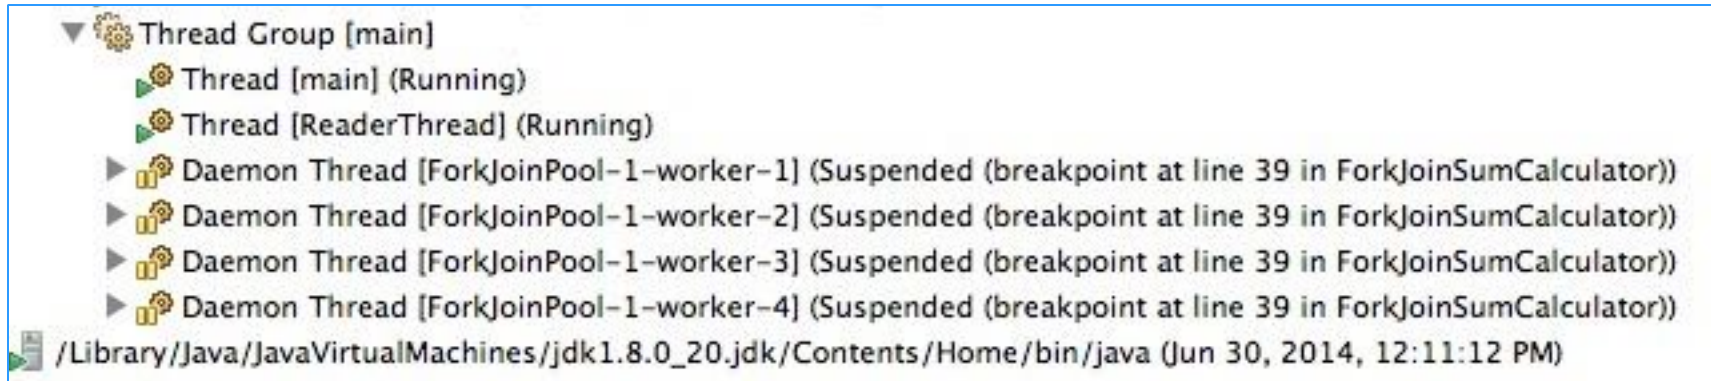 Thread Group [main]
Thread [main] (Running)
Thread [ReaderThread] (Running)
Daemon Thread [ForkJoinPool-1-worker-1] (Suspended (breakpoint at line 39 in ForkJoinSumCalculator))
Daemon Thread [ForkJoinPool-1-worker-2] (Suspended (breakpoint at line 39 in ForkJoinSumCalculator))
Daemon Thread [ForkJoinPool-1-worker-3] (Suspended (breakpoint at line 39 in ForkJoinSumCalculator))
Daemon Thread [ForkJoinPool-1-worker-4] (Suspended (breakpoint at line 39 in ForkJoinSumCalculator))
/Library/Java/JavaVirtualMachines/jdk1.8.0_20.jdk/Contents/Home/bin/java (Jun 30, 2014, 12:11:12 PM)